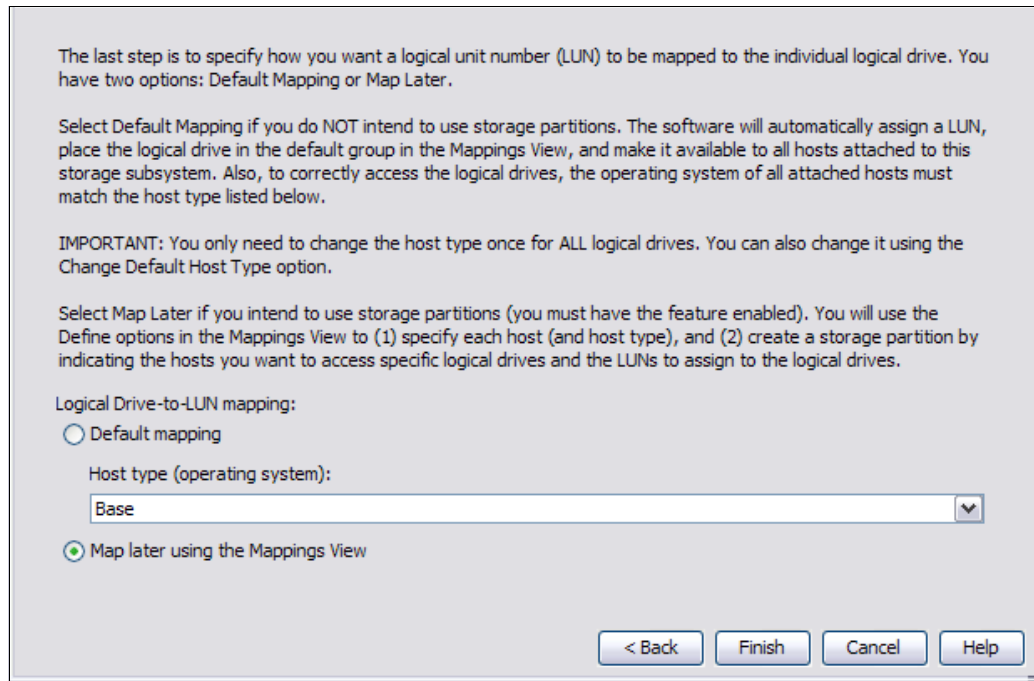 The last step is to specify how you want a logical unit number (LUN) to be mapped to the individual logical drive. You
have two options: Default Mapping or Map Later.
Select Default Mapping if you do NOT intend to use storage partitions. The software will automatically assign a LUN,
place the logical drive in the default group in the Mappings View, and make it available to all hosts attached to this
storage subsystem. Also, to correctly access the logical drives, the operating system of all attached hosts must
match the host type listed below.
IMPORTANT: You only need to change the host type once for ALL logical drives. You can also change it using the
Change Default Host Type option.
Select Map Later if you intend to use storage partitions (you must have the feature enabled). You will use the
Define options in the Mappings View to (1) specify each host (and host type), and (2) create a storage partition by
indicating the hosts you want to access specific logical drives and the LUNs to assign to the logical drives.
Logical Drive-to-LUN mapping:
Default mapping
Host type (operating system):
Base
Map later using the Mappings View
< Back Finish Cancel Help